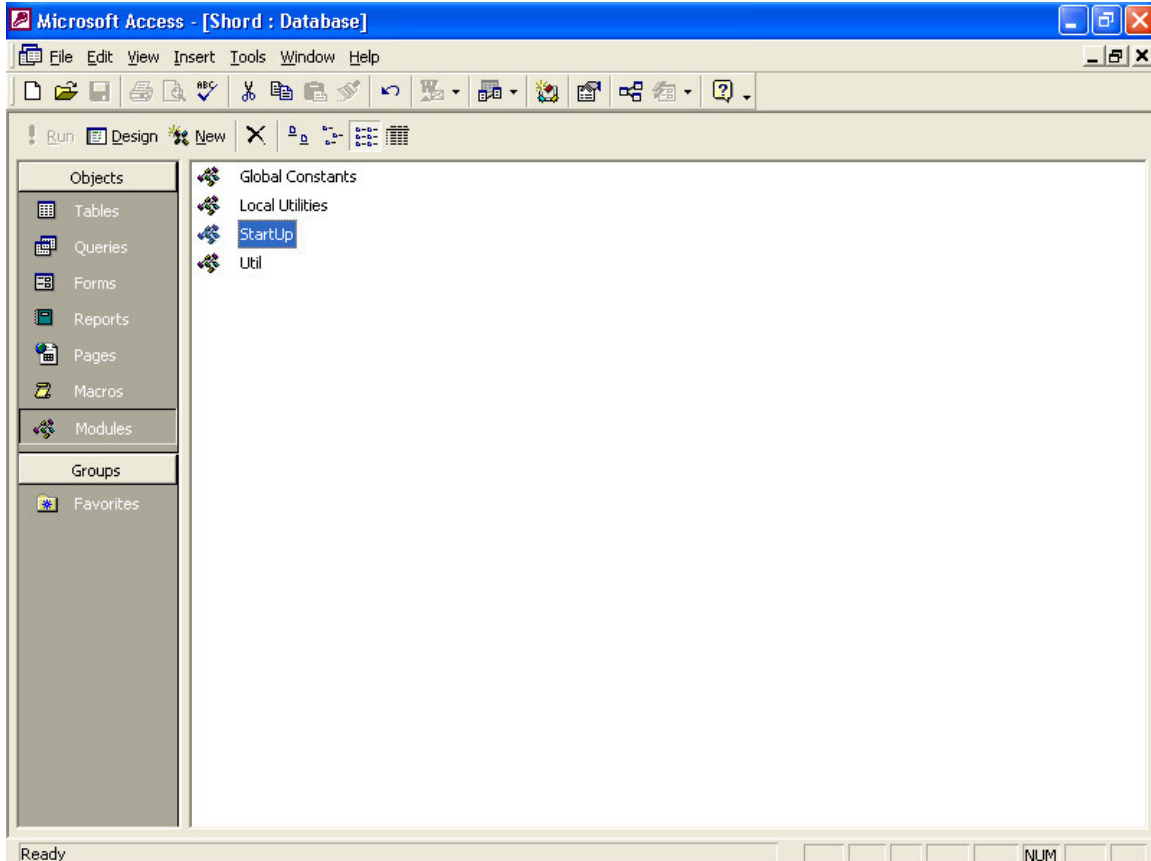 Microsoft Access - [Shord : Database]
File Edit View Insert Tools Window Help
ABC
Run Design New
Objects
Tables
Queries
Forms
Reports
Pages
Macros
Modules
Groups
Favorites
Global Constants
Local Utilities
StartUp
Util
Ready NUM